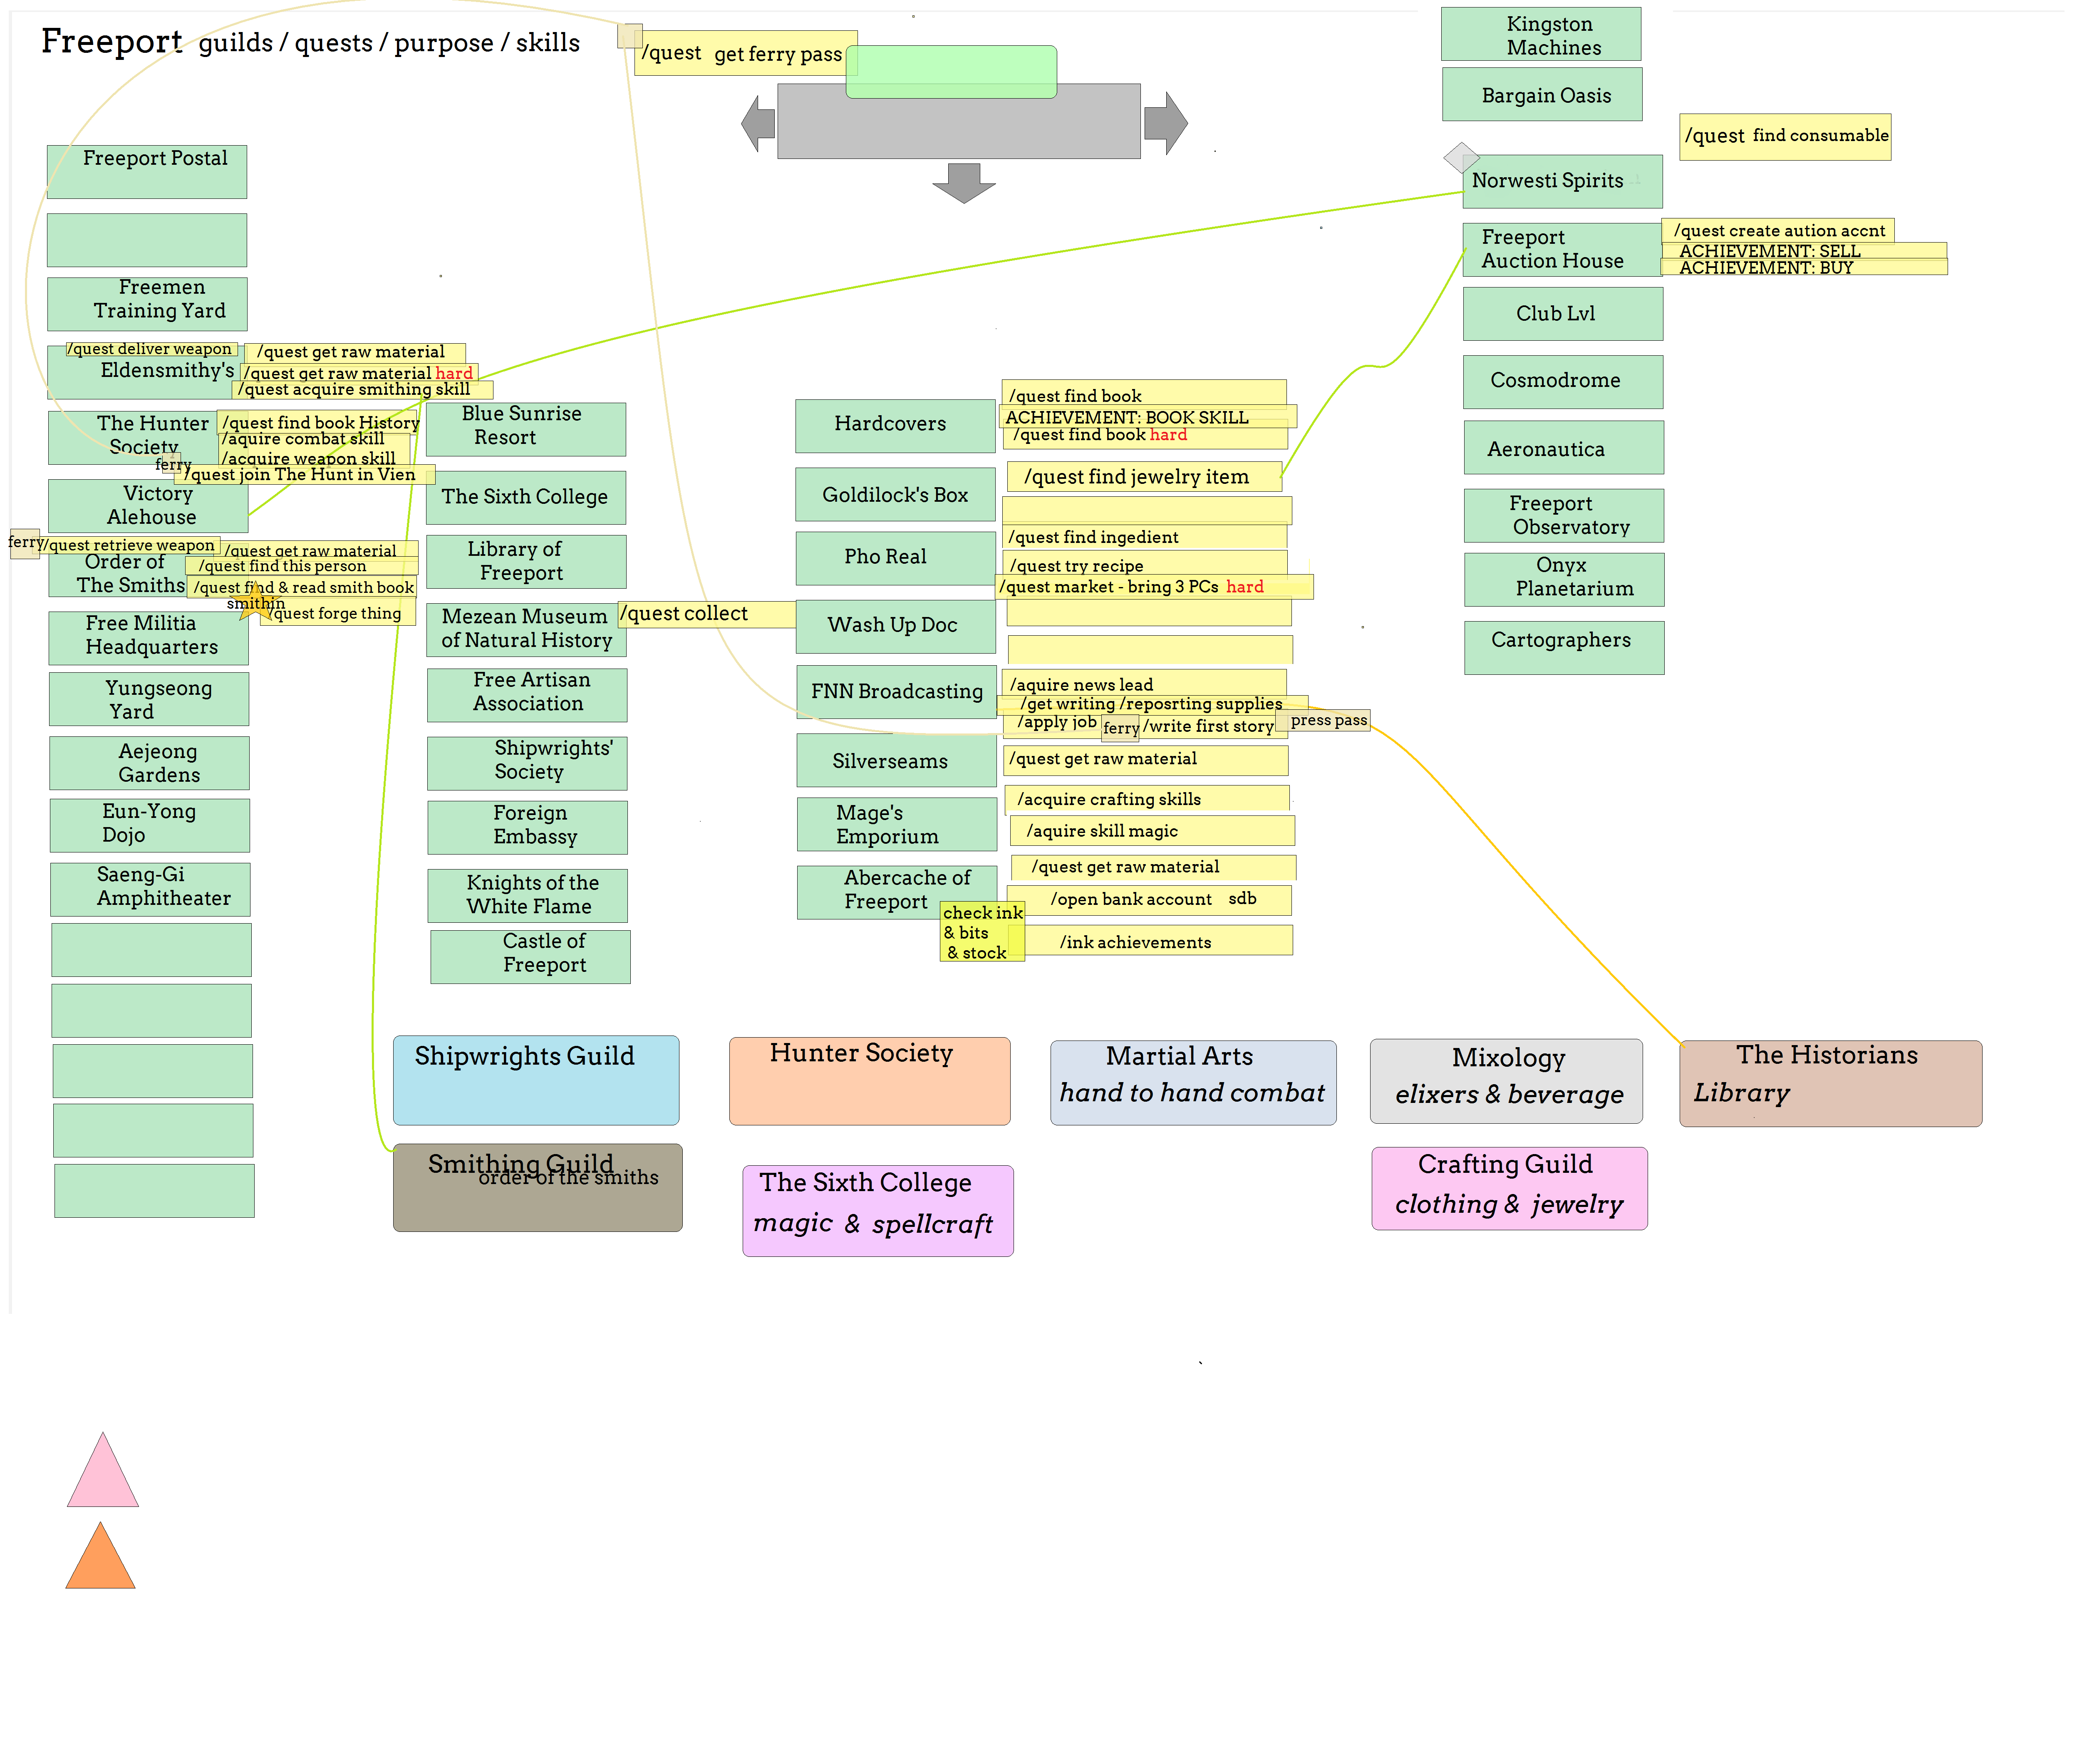 Freeport guilds / quests / purpose / skills
/quest get ferry pass
Kingston
Machines
Bargain Oasis
/quest find consumable
Norwesti Spirits
Freeport
Auction House
/quest create aution accnt
ACHIEVEMENT: SELL
ACHIEVEMENT: BUY
Club Lvl
Cosmodrome
Aeronautica
Freeport
Observatory
Onyx
Planetarium
Cartographers
Freeport Postal
Freemen
Training Yard
/quest deliver weapon
Eldensmithy's
/quest get raw material
/quest get raw material hard
/quest acquire smithing skill
The Hunter
Society
/quest find book History
/aquire combat skill
/acquire weapon skill
ferry
/quest join The Hunt in Vien
Victory
Alehouse
ferry
/quest retrieve weapon
Order of
The Smiths
/quest get raw material
/quest find this person
/quest find & read smith book
smithin
/quest forge thing
Free Militia
Headquarters
Yungseong
Yard
Aejeong
Gardens
Eun-Yong
Dojo
Saeng-Gi
Amphitheater
Blue Sunrise
Resort
The Sixth College
Library of
Freeport
Mezean Museum
of Natural History
/quest collect
Free Artisan
Association
Shipwrights'
Society
Foreign
Embassy
Knights of the
White Flame
Castle of
Freeport
Hardcovers
/quest find book
ACHIEVEMENT: BOOK SKILL
/quest find book hard
Goldilock's Box
/quest find jewelry item
Pho Real
/quest find ingedient
/quest try recipe
/quest market - bring 3 PCs hard
Wash Up Doc
FNN Broadcasting
/aquire news lead
/get writing /reposrting supplies
/apply job
ferry
/write first story
press pass
Silverseams
/quest get raw material
/acquire crafting skills
Mage's
Emporium
/aquire skill magic
/quest get raw material
Abercache of
Freeport
/open bank account sdb
check ink
& bits
& stock
/ink achievements
Shipwrights Guild
Hunter Society
Martial Arts
hand to hand combat
Mixology
elixers & beverage
The Historians
Library
Smithing Guild
order of the smiths
The Sixth College
magic & spellcraft
Crafting Guild
clothing & jewelry